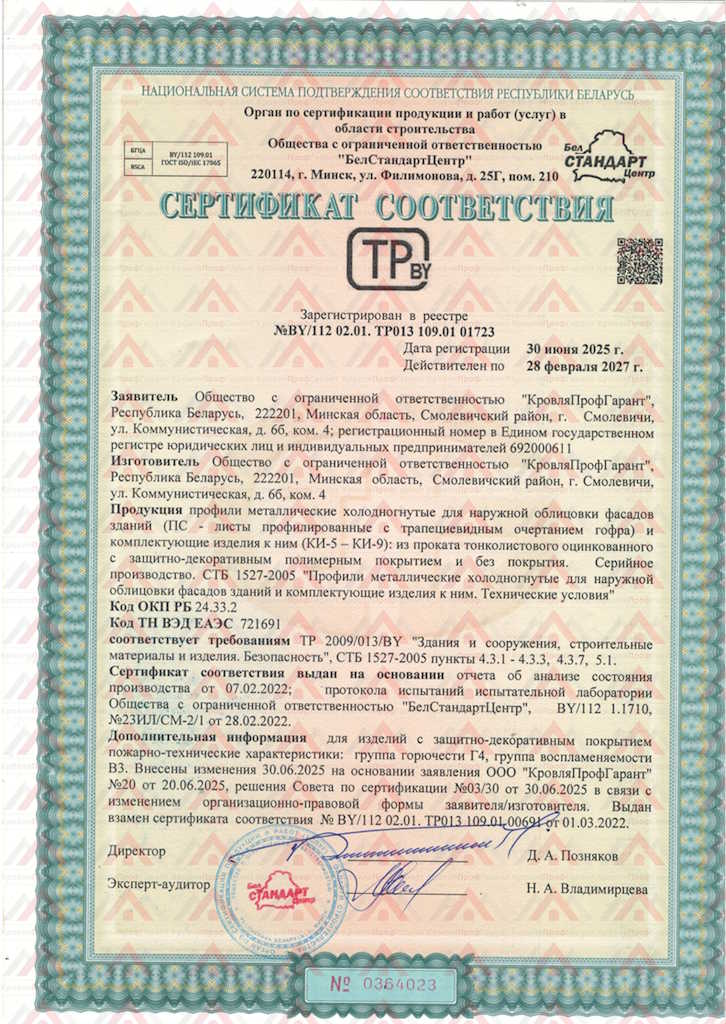 НАЦИОНАЛЬНАЯ СИСТЕМА ПОДТВЕРЖДЕНИЯ СООТВЕТСТВИЯ РЕСПУБЛИКИ БЕЛАРУСЬ
Орган по сертификации продукции и работ (услуг) в
области строительства
Общества с ограниченной ответственностью
"БелСтандартЦентр"
220114, г. Минск, ул. Филимонова, д. 25Г, пом. 210
БГЦА
BSCA
BY/112 109.01
ГОСТ ISO/IEC 17065
Бел
СТАНДАРТ
Центр
СЕРТИФИКАТ СООТВЕТСТВИЯ
ТР BY
Зарегистрирован в реестре
№BY/112 02.01. ТР013 109.01 01723
Дата регистрации 30 июня 2025 г.
Действителен по 28 февраля 2027 г.
Заявитель Общество с ограниченной ответственностью "КровляПрофГарант",
Республика Беларусь, 222201, Минская область, Смолевичский район, г. Смолевичи,
ул. Коммунистическая, д. 6б, ком. 4; регистрационный номер в Едином государственном
регистре юридических лиц и индивидуальных предпринимателей 692000611
Изготовитель Общество с ограниченной ответственностью "КровляПрофГарант",
Республика Беларусь, 222201, Минская область, Смолевичский район, г. Смолевичи,
ул. Коммунистическая, д. 6б, ком. 4
Продукция профили металлические холодногнутые для наружной облицовки фасадов
зданий (ПС - листы профилированные с трапециевидным очертанием гофра) и
комплектующие изделия к ним (КИ-5 – КИ-9): из проката тонколистового оцинкованного
с защитно-декоративным полимерным покрытием и без покрытия. Серийное
производство. СТБ 1527-2005 "Профили металлические холодногнутые для наружной
облицовки фасадов зданий и комплектующие изделия к ним. Технические условия"
Код ОКП РБ 24.33.2
Код ТН ВЭД ЕАЭС 721691
соответствует требованиям ТР 2009/013/BY "Здания и сооружения, строительные
материалы и изделия. Безопасность", СТБ 1527-2005 пункты 4.3.1 - 4.3.3, 4.3.7, 5.1.
Сертификат соответствия выдан на основании отчета об анализе состояния
производства от 07.02.2022; протокола испытаний испытательной лаборатории
Общества с ограниченной ответственностью "БелСтандартЦентр", BY/112 1.1710,
№23ИЛ/СМ-2/1 от 28.02.2022.
Дополнительная информация для изделий с защитно-декоративным покрытием
пожарно-технические характеристики: группа горючести Г4, группа воспламеняемости
В3. Внесены изменения 30.06.2025 на основании заявления ООО "КровляПрофГарант"
№20 от 20.06.2025, решения Совета по сертификации №03/30 от 30.06.2025 в связи с
изменением организационно-правовой формы заявителя/изготовителя. Выдан
взамен сертификата соответствия № BY/112 02.01. ТР013 109.01 00691 от 01.03.2022.
Директор Д. А. Позняков
Эксперт-аудитор Н. А. Владимирцева
Бел
СТАНДАРТ
Центр
№ 0364023